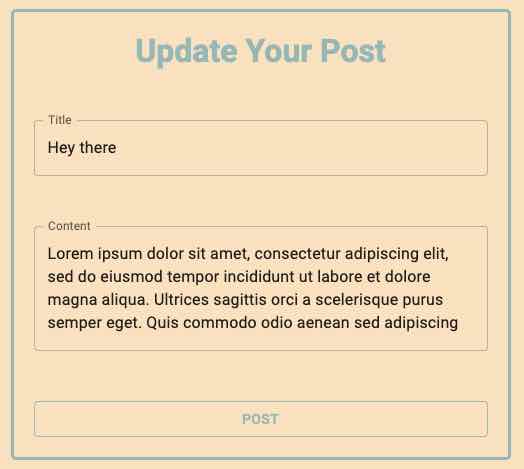 Update Your Post
Title
Hey there
Content
Lorem ipsum dolor sit amet, consectetur adipiscing elit,
sed do eiusmod tempor incididunt ut labore et dolore
magna aliqua. Ultrices sagittis orci a scelerisque purus
semper eget. Quis commodo odio aenean sed adipiscing
POST